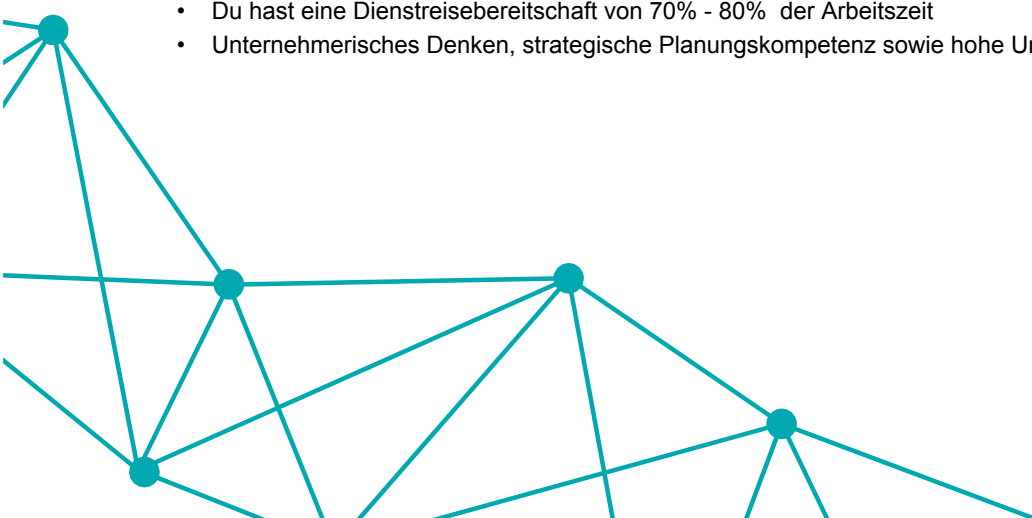 • Du hast eine Dienstreisebereitschaft von 70% - 80% der Arbeitszeit
• Unternehmerisches Denken, strategische Planungskompetenz sowie hohe